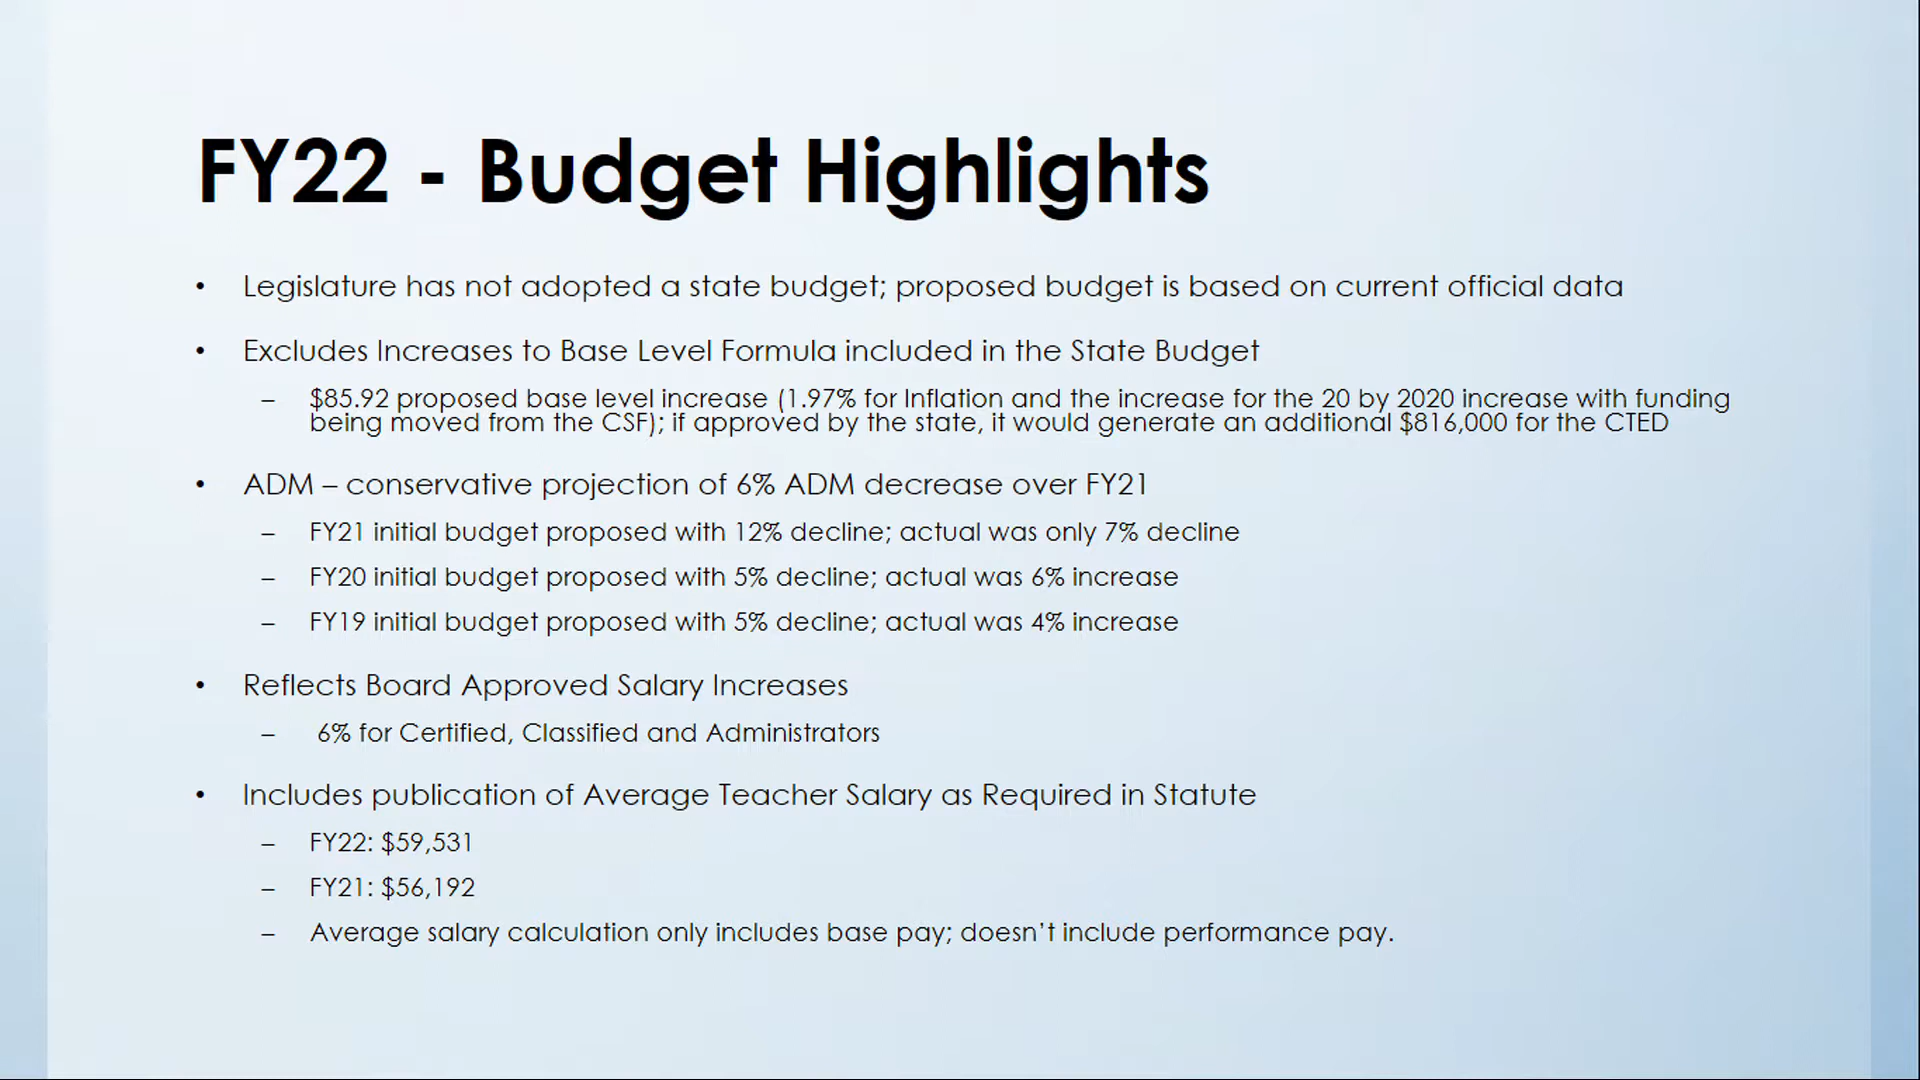 FY22 - Budget Highlights
• Legislature has not adopted a state budget; proposed budget is based on current official data
• Excludes Increases to Base Level Formula included in the State Budget
– $85.92 proposed base level increase (1.97% for Inflation and the increase for the 20 by 2020 increase with funding
being moved from the CSF); if approved by the state, it would generate an additional $816,000 for the CTED
• ADM – conservative projection of 6% ADM decrease over FY21
– FY21 initial budget proposed with 12% decline; actual was only 7% decline
– FY20 initial budget proposed with 5% decline; actual was 6% increase
– FY19 initial budget proposed with 5% decline; actual was 4% increase
• Reflects Board Approved Salary Increases
– 6% for Certified, Classified and Administrators
• Includes publication of Average Teacher Salary as Required in Statute
– FY22: $59,531
– FY21: $56,192
– Average salary calculation only includes base pay; doesn’t include performance pay.